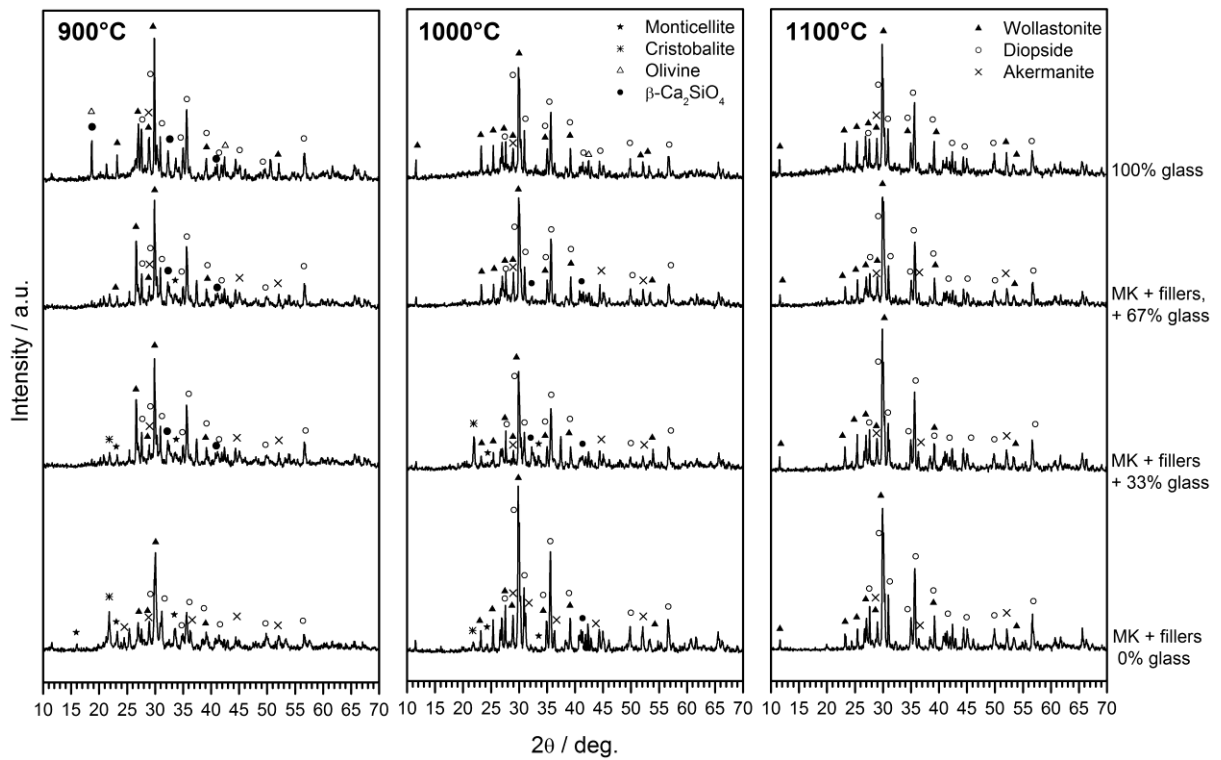 Intensity / a.u.
900°C
1000°C
Monticellite
Cristobalite
Olivine
β-Ca₂SiO₄
1100°C
Wollastonite
Diopside
Akermanite
100% glass
MK + fillers,
+ 67% glass
MK + fillers
+ 33% glass
MK + fillers
0% glass
10 15 20 25 30 35 40 45 50 55 60 65 70
10 15 20 25 30 35 40 45 50 55 60 65 70
10 15 20 25 30 35 40 45 50 55 60 65 70
2θ / deg.